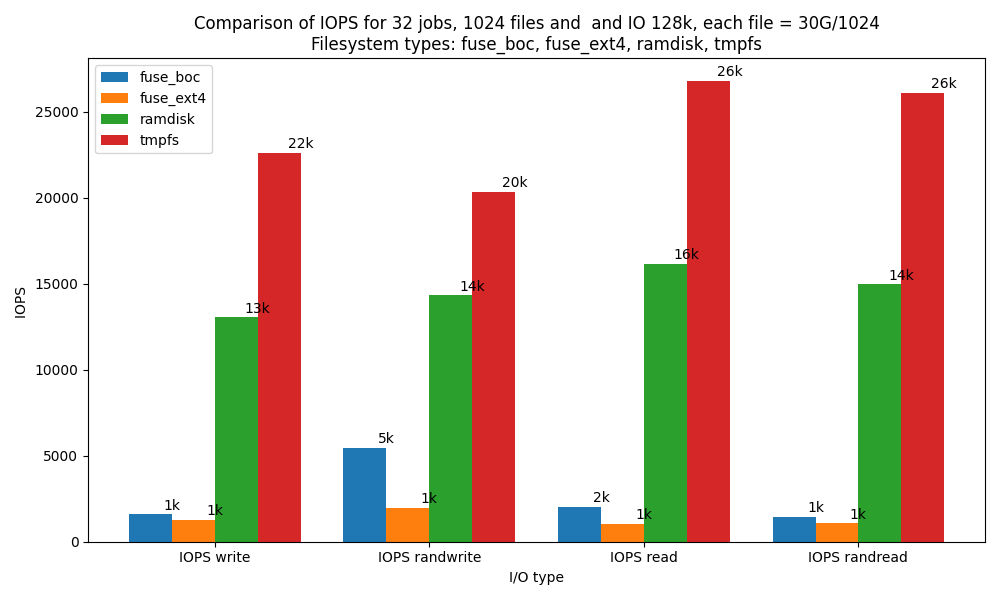 Comparison of IOPS for 32 jobs, 1024 files and  and IO 128k, each file = 30G/1024
Filesystem types: fuse_boc, fuse_ext4, ramdisk, tmpfs
fuse_boc
fuse_ext4
ramdisk
tmpfs
IOPS
25000
20000
15000
10000
5000
0
1k
1k
13k
22k
5k
1k
14k
20k
2k
1k
16k
26k
1k
1k
14k
26k
IOPS write
IOPS randwrite
IOPS read
IOPS randread
I/O type